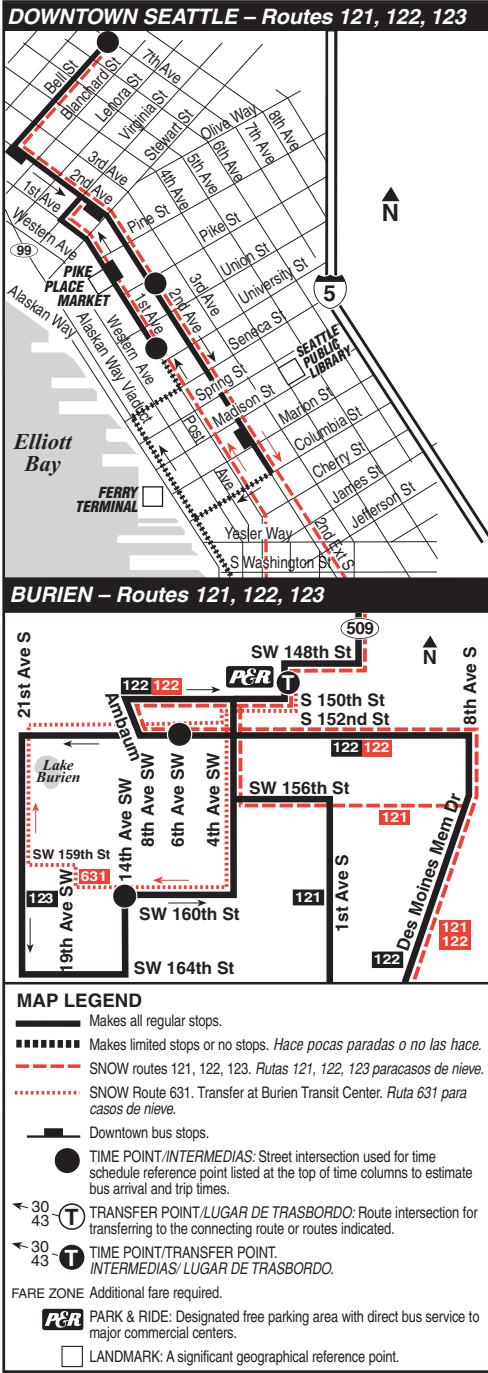 DOWNTOWN SEATTLE – Routes 121, 122, 123
7th Ave
Bell St
Blanchard St
Lenora St
Virginia St
Stewart St
Olive Way
8th Ave
7th Ave
6th Ave
5th Ave
4th Ave
3rd Ave
2nd Ave
1st Ave
Western Ave
Pine St
Pike St
Union St
University St
3rd Ave
2nd Ave
1st Ave
N
99
5
PIKE
PLACE
MARKET
Alaskan Way
Alaskan Way Viaduct
Western Ave
Seneca St
SEATTLE
PUBLIC
LIBRARY
Spring St
Madison St
Marion St
Columbia St
Cherry St
James St
Jefferson St
Post
Ave
Elliott
Bay
FERRY
TERMINAL
Yesler Way
2nd Ext S
S Washington St
BURIEN – Routes 121, 122, 123
509
N
SW 148th St
P&R
T
21st Ave S
122 122
Ambaum
S 150th St
S 152nd St
8th Ave S
122 122
Lake
Burien
14th Ave SW
8th Ave SW
6th Ave SW
4th Ave SW
SW 156th St
121
SW 159th St
631
123
19th Ave SW
SW 160th St
121
1st Ave S
Des Moines Mem Dr
121
122
122
SW 164th St
MAP LEGEND
Makes all regular stops.
Makes limited stops or no stops. Hace pocas paradas o no las hace.
SNOW routes 121, 122, 123. Rutas 121, 122, 123 paracasos de nieve.
SNOW Route 631. Transfer at Burien Transit Center. Ruta 631 para
casos de nieve.
Downtown bus stops.
TIME POINT/INTERMEDIAS: Street intersection used for time
schedule reference point listed at the top of time columns to estimate
bus arrival and trip times.
30
43 T TRANSFER POINT/LUGAR DE TRASBORDO: Route intersection for
transferring to the connecting route or routes indicated.
30
43 T TIME POINT/TRANSFER POINT.
INTERMEDIAS/ LUGAR DE TRASBORDO.
FARE ZONE Additional fare required.
P&R PARK & RIDE: Designated free parking area with direct bus service to
major commercial centers.
LANDMARK: A significant geographical reference point.